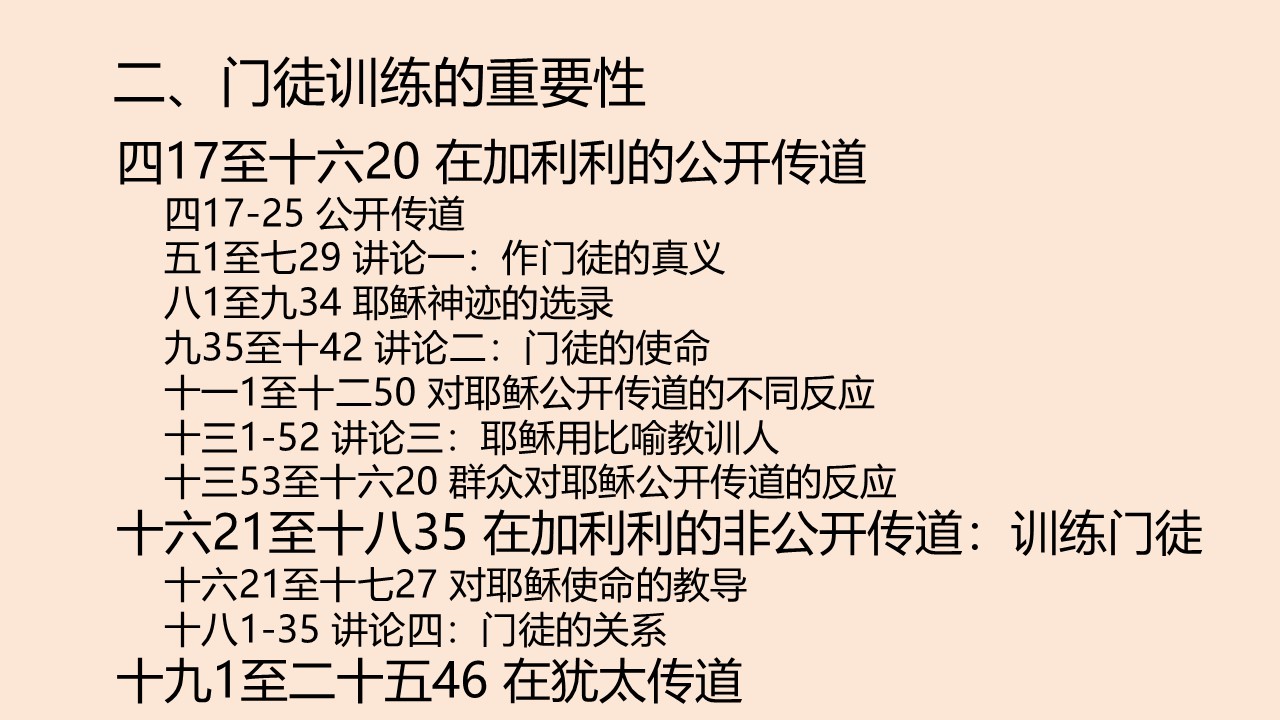 二、门徒训练的重要性
四17至十六20 在加利利的公开传道
四17-25 公开传道
五1至七29 讲论一：作门徒的真义
八1至九34 耶稣神迹的选录
九35至十42 讲论二：门徒的使命
十一1至十二50 对耶稣公开传道的不同反应
十三1-52 讲论三：耶稣用比喻教训人
十三53至十六20 群众对耶稣公开传道的反应
十六21至十八35 在加利利的非公开传道：训练门徒
十六21至十七27 对耶稣使命的教导
十八1-35 讲论四：门徒的关系
十九1至二十五46 在犹太传道